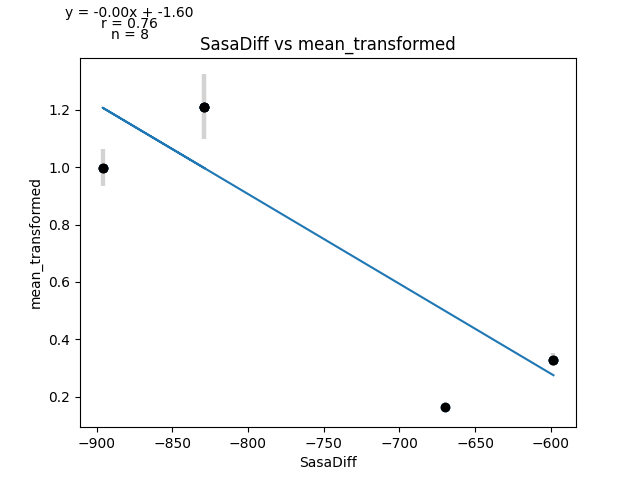 y = -0.00x + -1.60
r = 0.76
n = 8
SasaDiff vs mean_transformed
mean_transformed
1.2
1.0
0.8
0.6
0.4
0.2
−900
−850
−800
−750
−700
−650
−600
SasaDiff